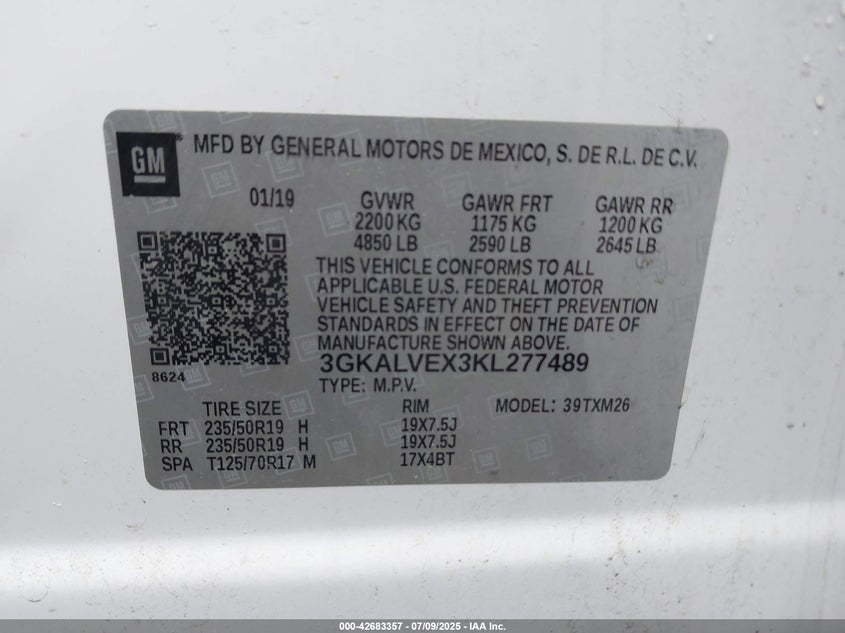 GM
MFD BY GENERAL MOTORS DE MEXICO, S. DE R.L. DE C.V.
01/19 GVWR GAWR FRT GAWR RR
2200 KG 1175 KG 1200 KG
4850 LB 2590 LB 2645 LB
THIS VEHICLE CONFORMS TO ALL
APPLICABLE U.S. FEDERAL MOTOR
VEHICLE SAFETY AND THEFT PREVENTION
STANDARDS IN EFFECT ON THE DATE OF
MANUFACTURE SHOWN ABOVE.
3GKALVEX3KL277489
8624
TYPE: M.P.V.
TIRE SIZE RIM MODEL: 39TXM26
FRT 235/50R19 H 19X7.5J
RR 235/50R19 H 19X7.5J
SPA T125/70R17 M 17X4BT
000-42683357 - 07/09/2025 - IAA Inc.